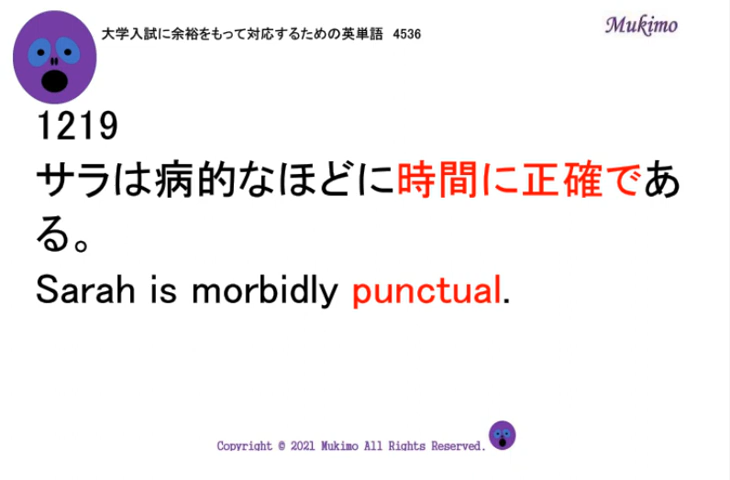 大学入試に余裕をもって対応するための英単語 4536
Mukimo
1219
サラは病的なほどに時間に正確であ
る。
Sarah is morbidly punctual.
Copyright © 2021 Mukimo All Rights Reserved.